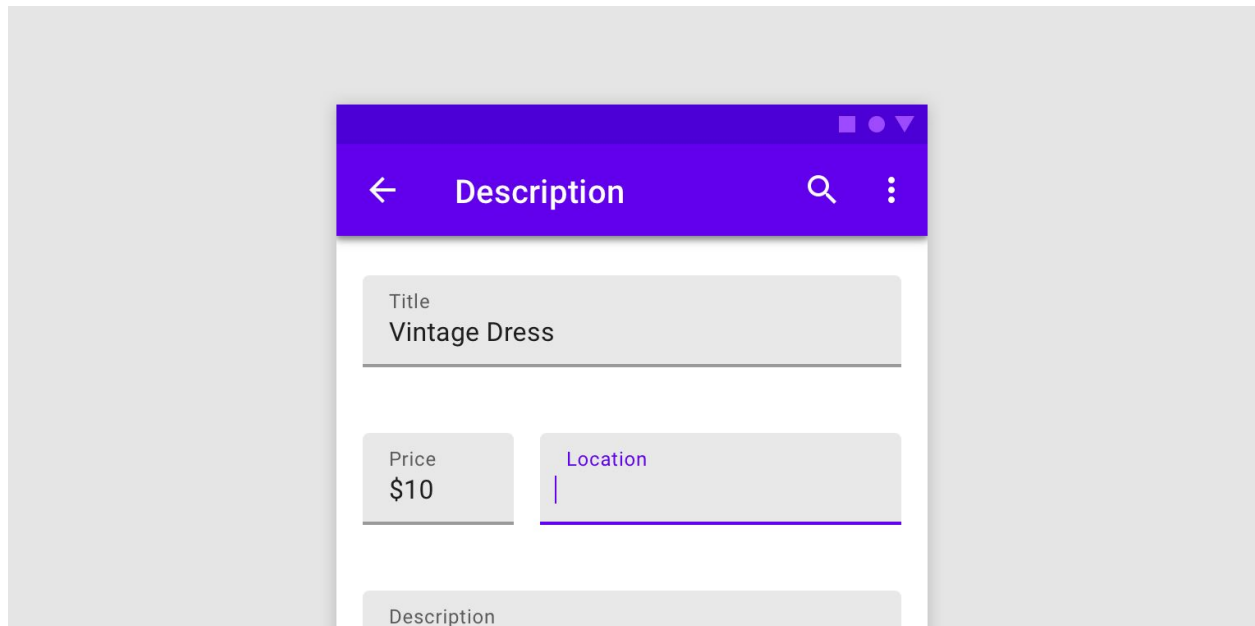 Description
Title
Vintage Dress
Price
$10
Location
Description